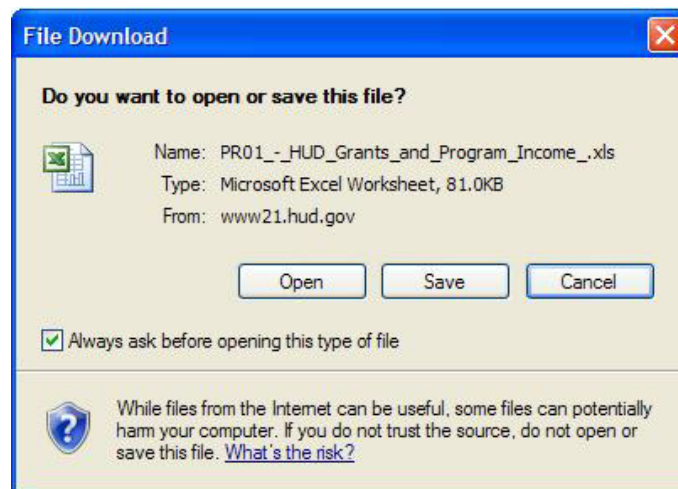 File Download
Do you want to open or save this file?
Name: PR01_-_HUD_Grants_and_Program_Income_.xls
Type: Microsoft Excel Worksheet, 81.0KB
From: www21.hud.gov
Open Save Cancel
Always ask before opening this type of file
While files from the Internet can be useful, some files can potentially
harm your computer. If you do not trust the source, do not open or
save this file. What's the risk?